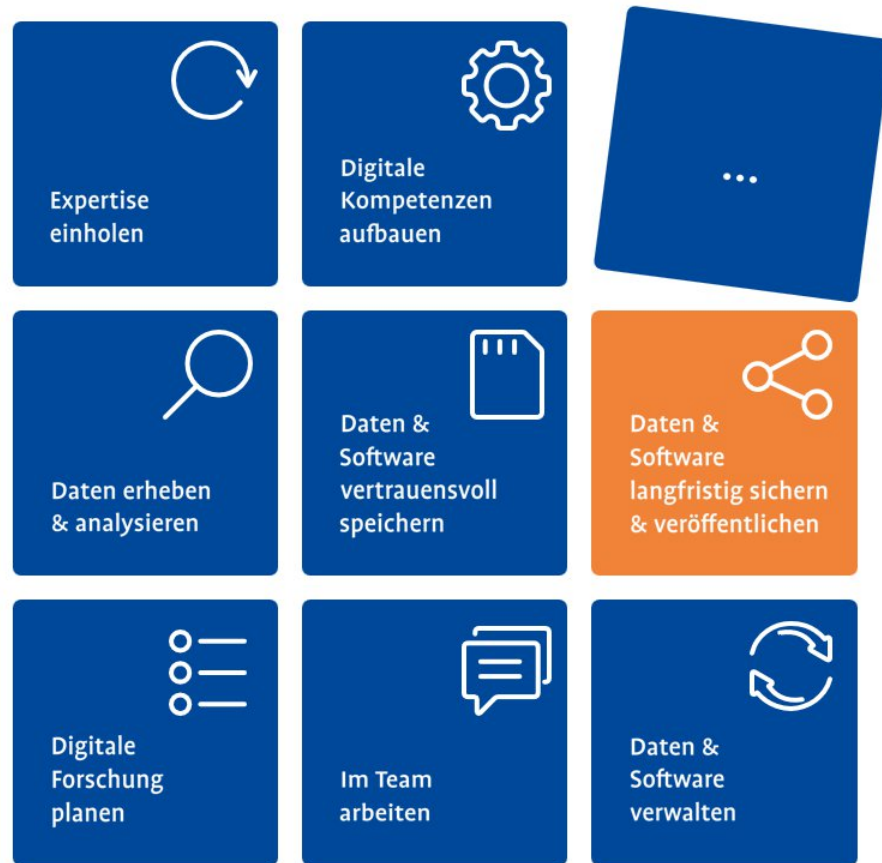 Expertise
einholen
Digitale
Kompetenzen
aufbauen
...
Daten erheben
& analysieren
Daten &
Software
vertrauensvoll
speichern
Daten &
Software
langfristig sichern
& veröffentlichen
Digitale
Forschung
planen
Im Team
arbeiten
Daten &
Software
verwalten